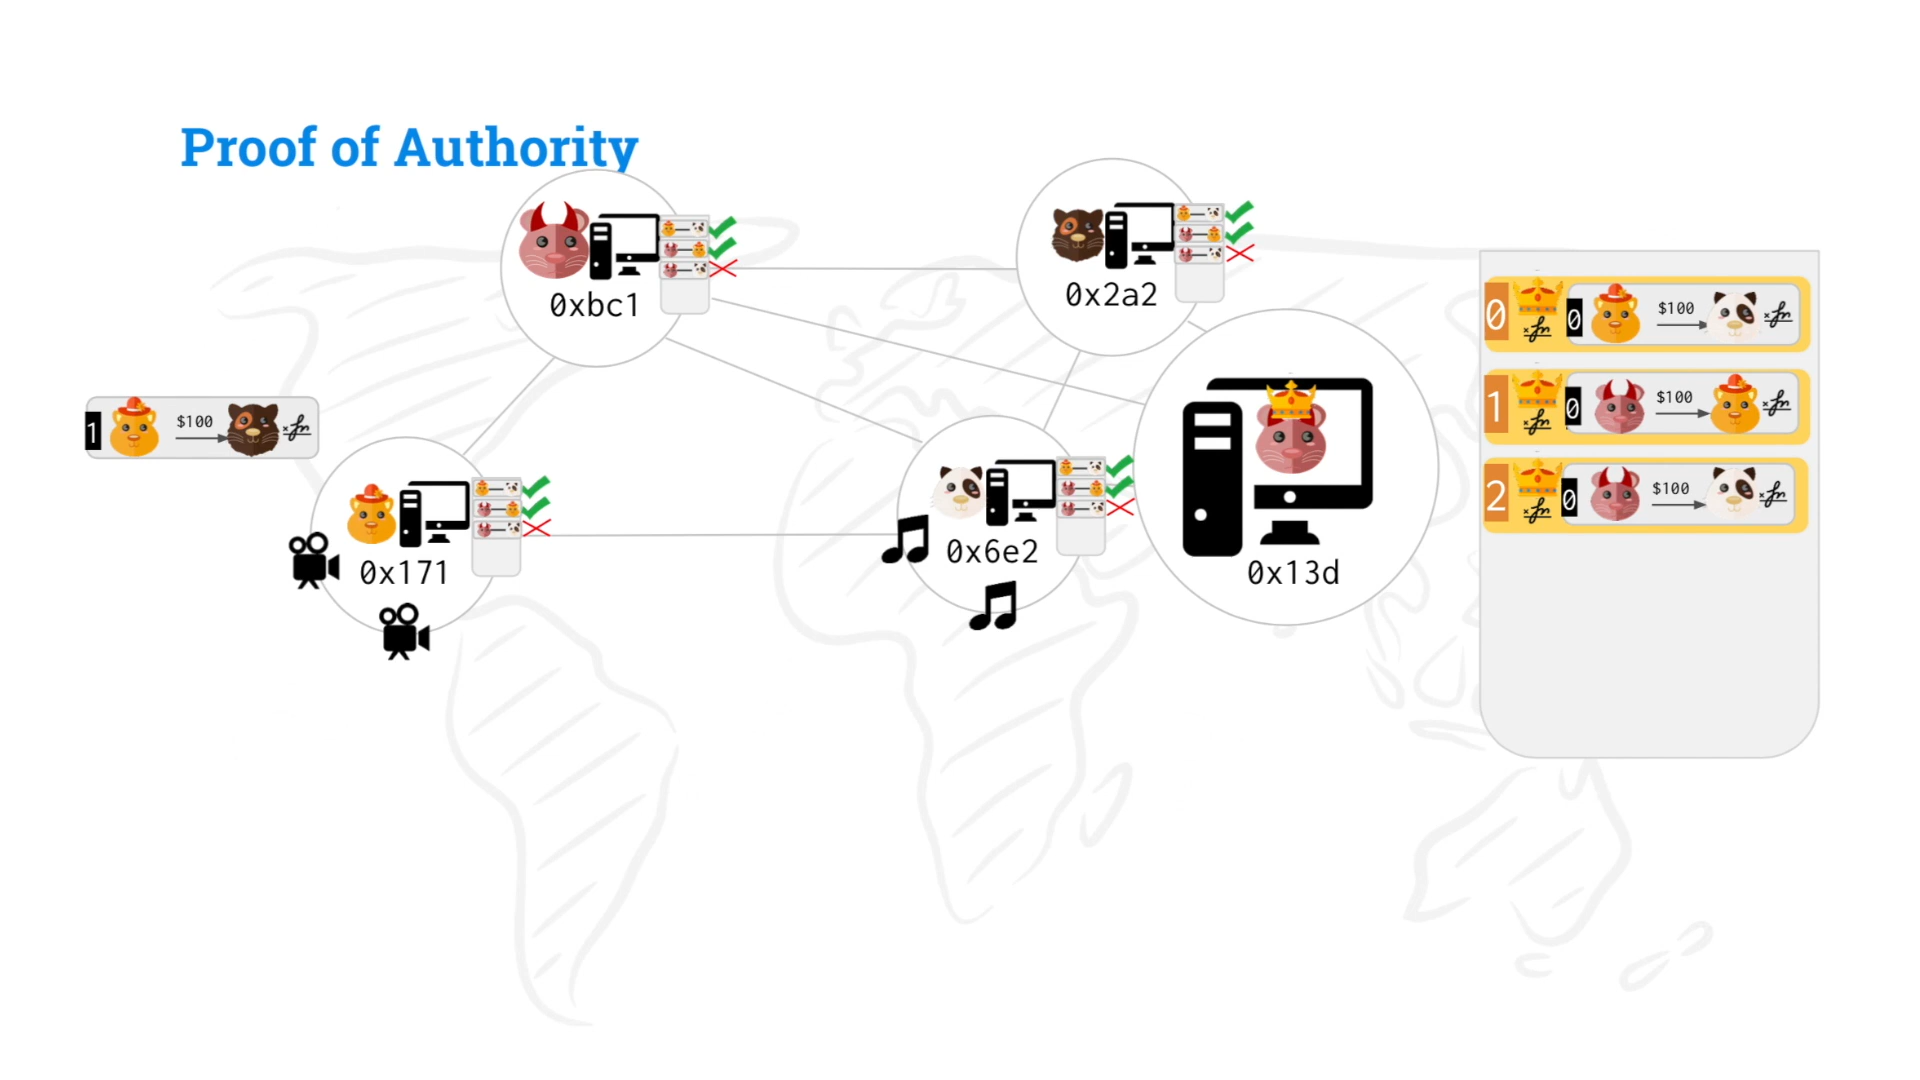 Proof of Authority
0xbc1
0x2a2
1 $100
0x171
0x6e2
0x13d
0 0 $100
1 0 $100
2 0 $100